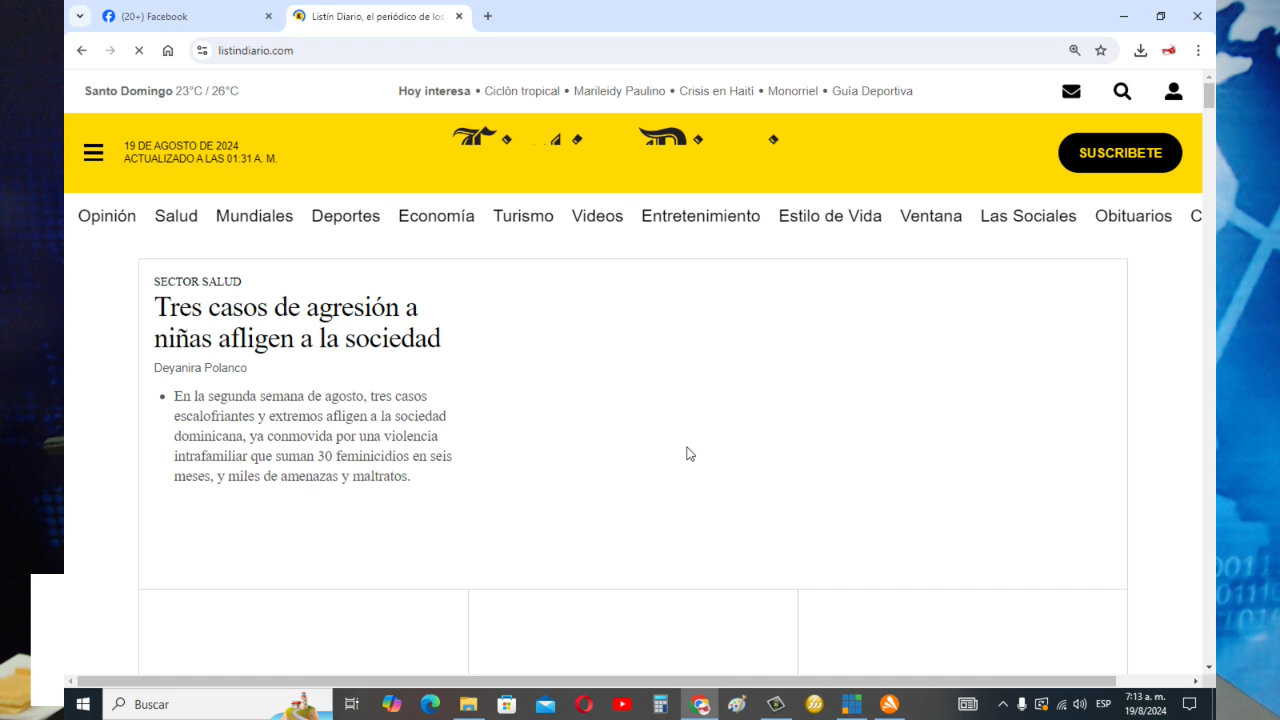 (20+) Facebook
Listín Diario, el periódico de los
listindiario.com
Santo Domingo 23°C / 26°C
Hoy interesa • Ciclón tropical • Marileidy Paulino • Crisis en Haití • Monorriel • Guía Deportiva
19 DE AGOSTO DE 2024
ACTUALIZADO A LAS 01:31 A. M.
SUSCRIBETE
Opinión Salud Mundiales Deportes Economía Turismo Videos Entretenimiento Estilo de Vida Ventana Las Sociales Obituarios C
SECTOR SALUD
Tres casos de agresión a
niñas afligen a la sociedad
Deyanira Polanco
• En la segunda semana de agosto, tres casos
escalofriantes y extremos afligen a la sociedad
dominicana, ya conmovida por una violencia
intrafamiliar que suman 30 feminicidios en seis
meses, y miles de amenazas y maltratos.
Buscar
ESP
7:13 a. m.
19/8/2024